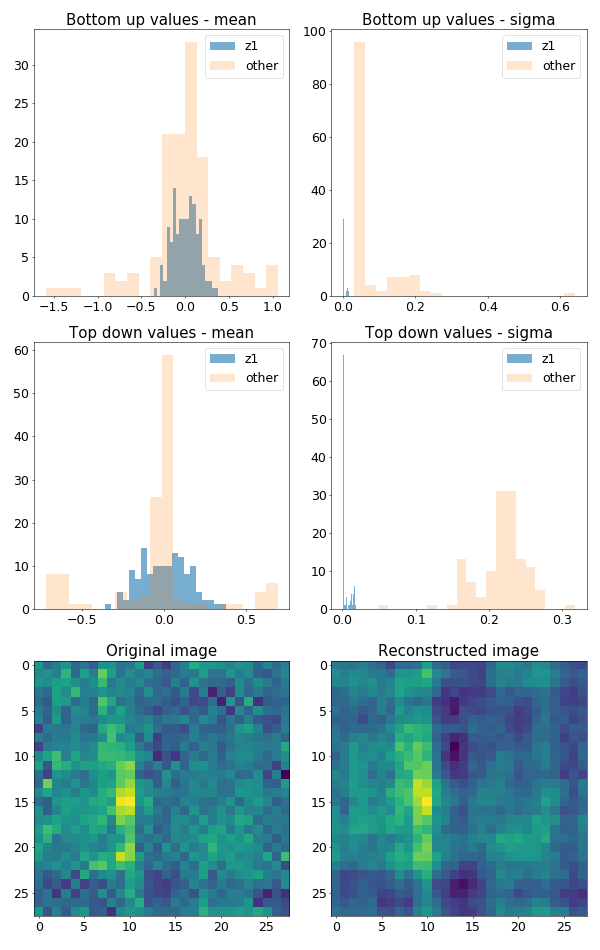 Bottom up values - mean
Bottom up values - sigma
z1
other
z1
other
35
30
25
20
15
10
5
0
100
80
60
40
20
0
−1.5 −1.0 −0.5 0.0 0.5 1.0
0.0 0.2 0.4 0.6
Top down values - mean
Top down values - sigma
z1
other
z1
other
60
50
40
30
20
10
0
70
60
50
40
30
20
10
0
−0.5 0.0 0.5
0.0 0.1 0.2 0.3
Original image
Reconstructed image
0
5
10
15
20
25
0
5
10
15
20
25
0 5 10 15 20 25
0 5 10 15 20 25